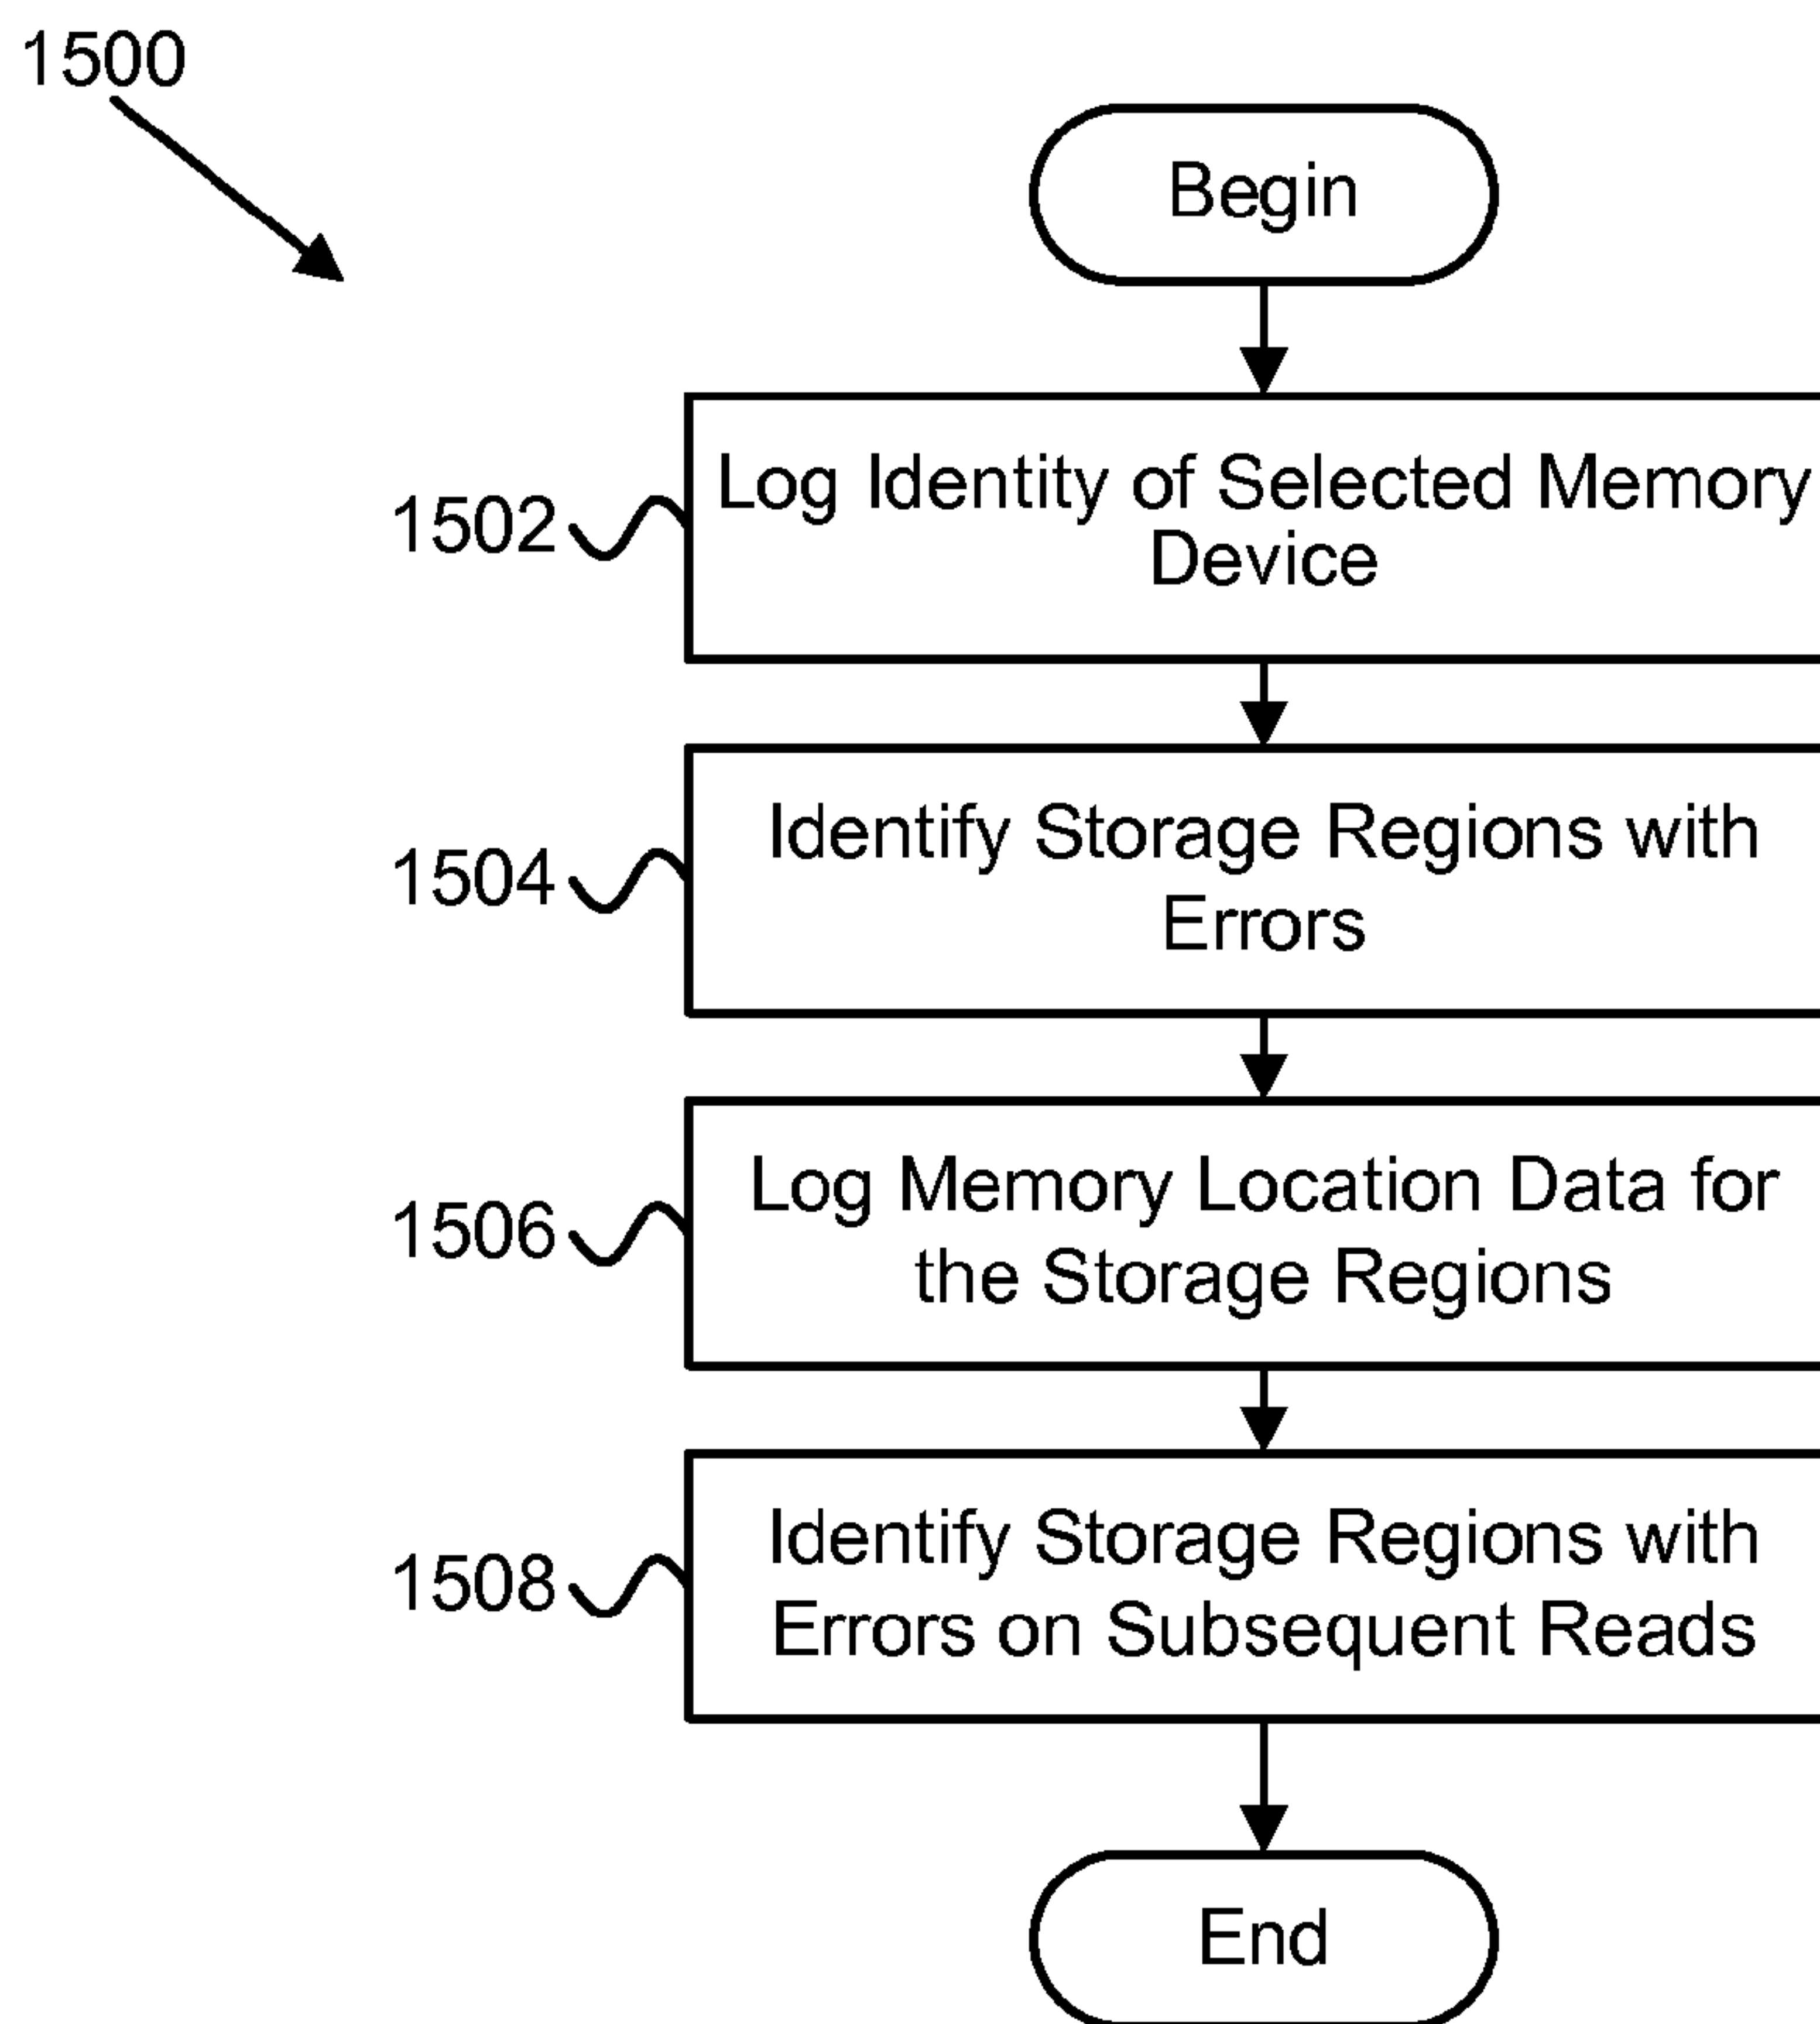 1500
Begin
1502
Log Identity of Selected Memory
Device
1504
Identify Storage Regions with
Errors
1506
Log Memory Location Data for
the Storage Regions
1508
Identify Storage Regions with
Errors on Subsequent Reads
End